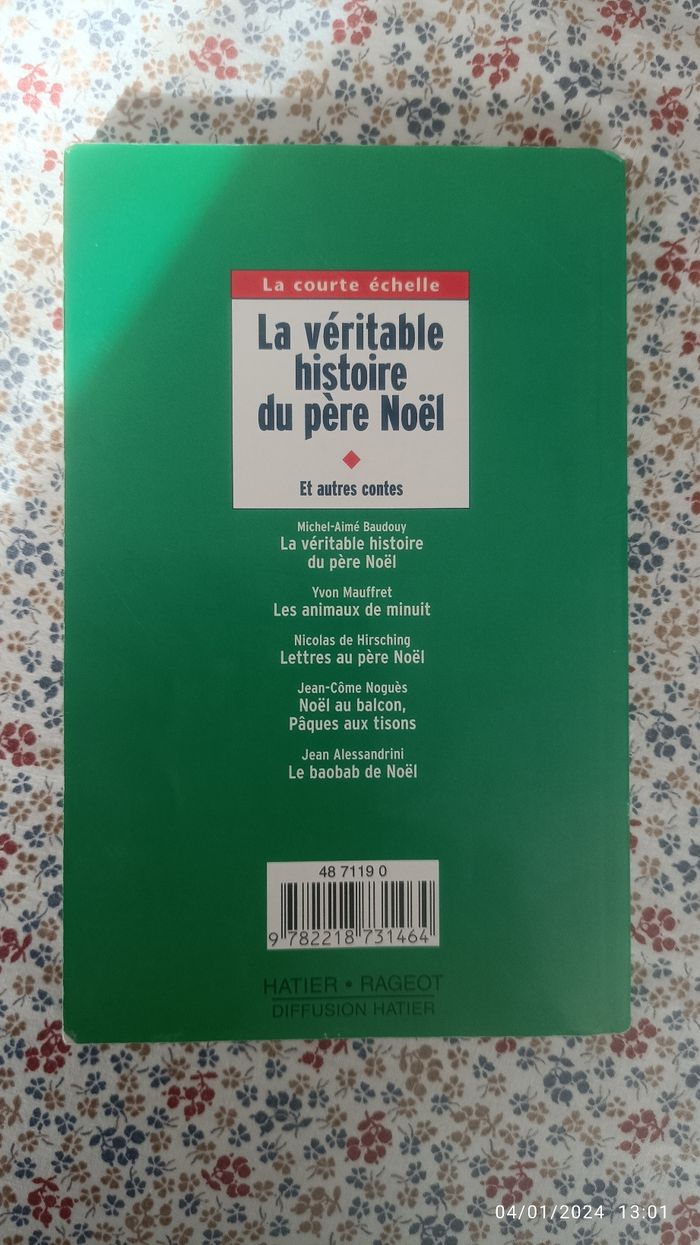 La courte échelle
La véritable
histoire
du père Noël
Et autres contes
Michel-Aimé Baudouy
La véritable histoire
du père Noël
Yvon Mauffret
Les animaux de minuit
Nicolas de Hirsching
Lettres au père Noël
Jean-Côme Noguès
Noël au balcon,
Pâques aux tisons
Jean Alessandrini
Le baobab de Noël
48 7119 0
9 782218 731464
HATIER • RAGEOT
DIFFUSION HATIER
04/01/2024 13:01